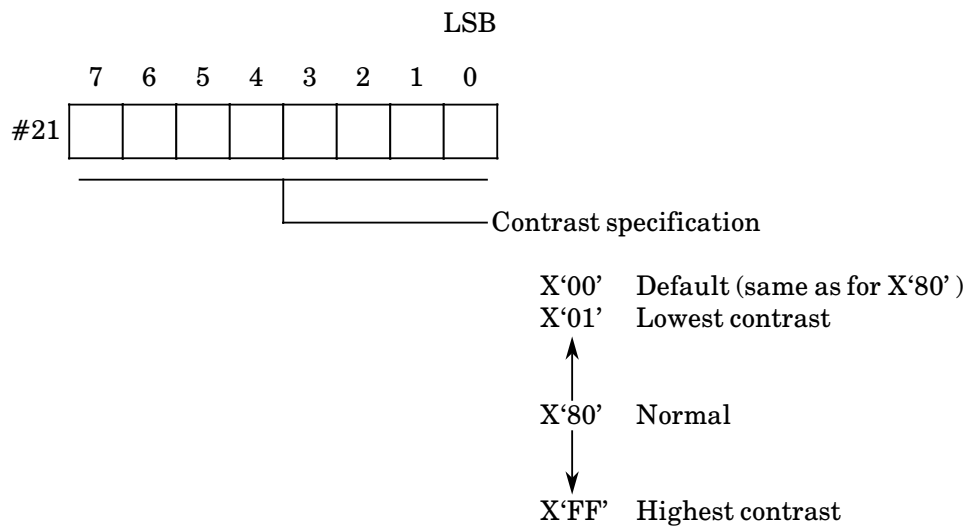 LSB
7 6 5 4 3 2 1 0
#21
Contrast specification
X‘00’ Default (same as for X‘80’ )
X‘01’ Lowest contrast
X‘80’ Normal
X‘FF’ Highest contrast